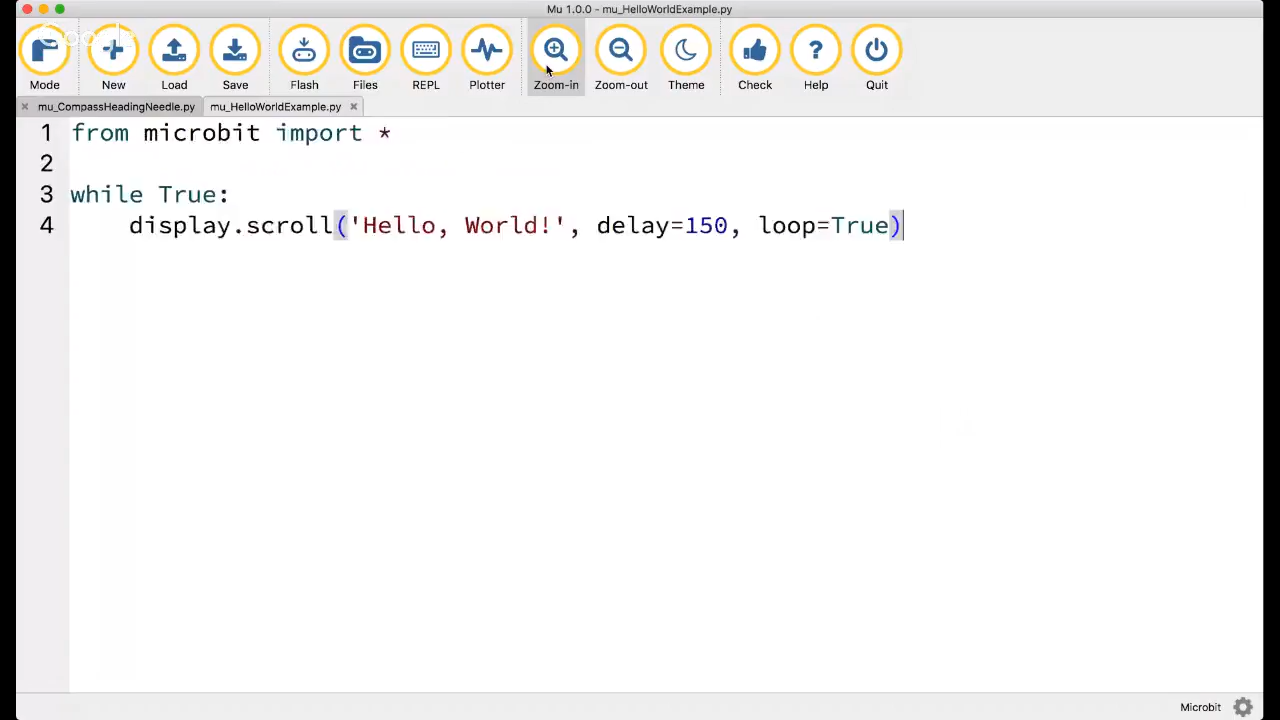 Mu 1.0.0 - mu_HelloWorldExample.py
Google
Mode New Load Save Flash Files REPL Plotter Zoom-in Zoom-out Theme Check Help Quit
mu_CompassHeadingNeedle.py mu_HelloWorldExample.py
1 from microbit import *
2
3 while True:
4 display.scroll('Hello, World!', delay=150, loop=True)
Microbit